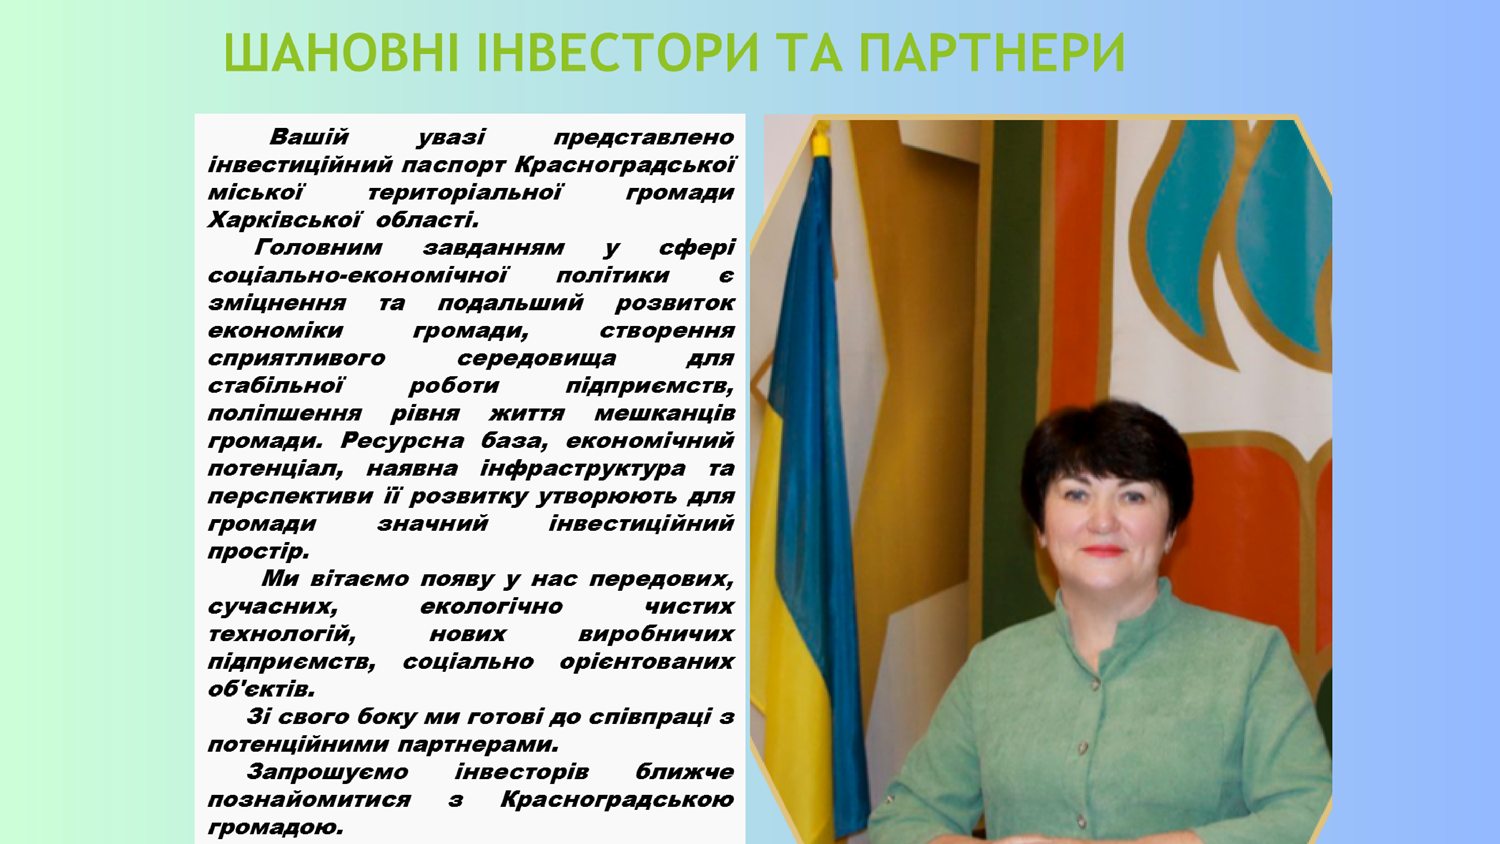 ШАНОВНІ ІНВЕСТОРИ ТА ПАРТНЕРИ
Вашій увазі представлено
інвестиційний паспорт Красноградської
міської територіальної громади
Харківської області.
Головним завданням у сфері
соціально-економічної політики є
зміцнення та подальший розвиток
економіки громади, створення
сприятливого середовища для
стабільної роботи підприємств,
поліпшення рівня життя мешканців
громади. Ресурсна база, економічний
потенціал, наявна інфраструктура та
перспективи її розвитку утворюють для
громади значний інвестиційний
простір.
Ми вітаємо появу у нас передових,
сучасних, екологічно чистих
технологій, нових виробничих
підприємств, соціально орієнтованих
об'єктів.
Зі свого боку ми готові до співпраці з
потенційними партнерами.
Запрошуємо інвесторів ближче
познайомитися з Красноградською
громадою.